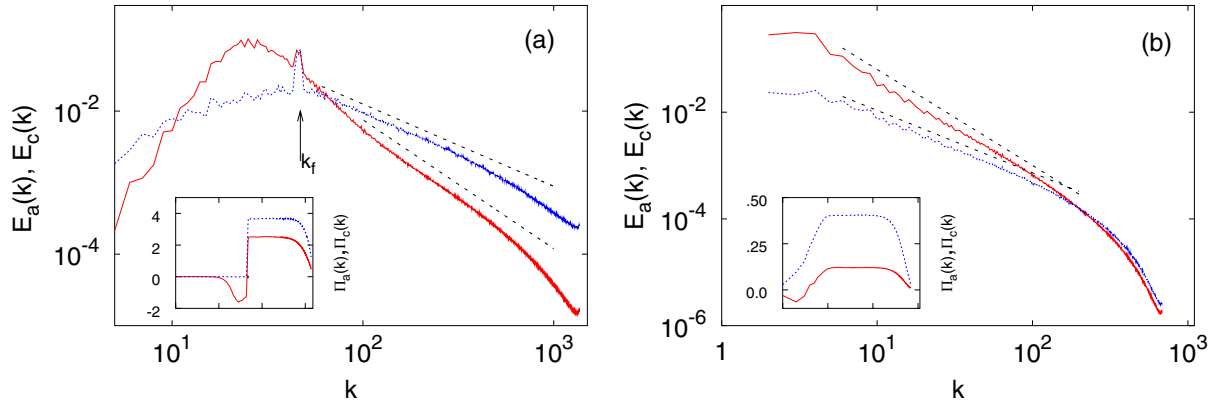 (a)
E_a(k), E_c(k)
10^-2
10^-4
k_f
4
2
0
-2
Π_a(k),Π_c(k)
10^1
10^2
10^3
k
(b)
E_a(k), E_c(k)
10^-2
10^-4
10^-6
.50
.25
0.0
Π_a(k),Π_c(k)
1
10^1
10^2
10^3
k